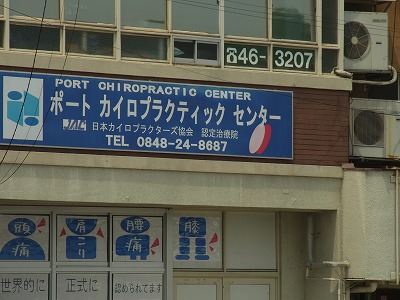 ☎46-3207
PORT CHIROPRACTIC CENTER
ポート カイロプラクティック センター
JAC 日本カイロプラクターズ協会 認定治療院
TEL 0848-24-8687
頭痛
肩こり
腰痛
膝
世界的に
正式に
認められてます